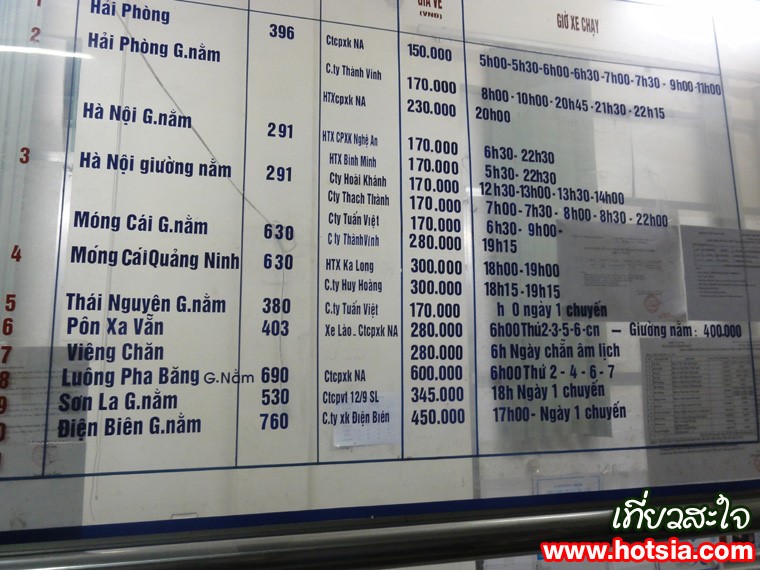 1 Hải Phòng GIÁ VÉ
(VNĐ) GIỜ XE CHẠY
2 Hải Phòng G.nằm 396 Ctcpxk NA 150.000 5h00-5h30-6h00-6h30-7h00-7h30- 9h00-11h00
C.ty Thành Vinh 170.000 8h00-10h00-20h45-21h30-22h15
HTXcpxk NA 230.000 20h00
Hà Nội G.nằm 291 HTX CPXK Nghệ An 170.000 6h30-22h30
3 Hà Nội giường nằm 291 HTX Bình Minh 170.000 5h30-22h30
Cty Hoài Khánh 170.000 12h30-13h00-13h30-14h00
Cty Thạch Thành 170.000 7h00-7h30- 8h00-8h30-22h00
Móng Cái G.nằm 630 Cty Tuấn Việt 170.000 6h30- 9h00-
C ty ThànhVinh 280.000 19h15
4 Móng CáiQuảng Ninh 630 HTX Ka Long 300.000 18h00-19h00
C.ty Huy Hoàng 300.000 18h15-19h15
5 Thái Nguyên G.nằm 380 C.ty Tuấn Việt 170.000 h 0 ngày 1 chuyến
6 Pôn Xa Vẳn 403 Xe Lào_Ctcpxk NA 280.000 6h00Thứ2-3-5-6-cn – Giường nằm: 400.000
7 Viêng Chăn 280.000 6h Ngày chẵn âm lịch
8 Luông Pha Băng G.Nằm 690 Ctcpxk NA 600.000 6h00 Thứ 2 - 4 - 6 - 7
9 Sơn La G.nằm 530 Ctcpvt 12/9 SL 345.000 18h Ngày 1 chuyến
Điện Biên G.nằm 760 C.ty xk Điện Biên 450.000 17h00- Ngày 1 chuyến
เที่ยวสะใจ
www.hotsia.com